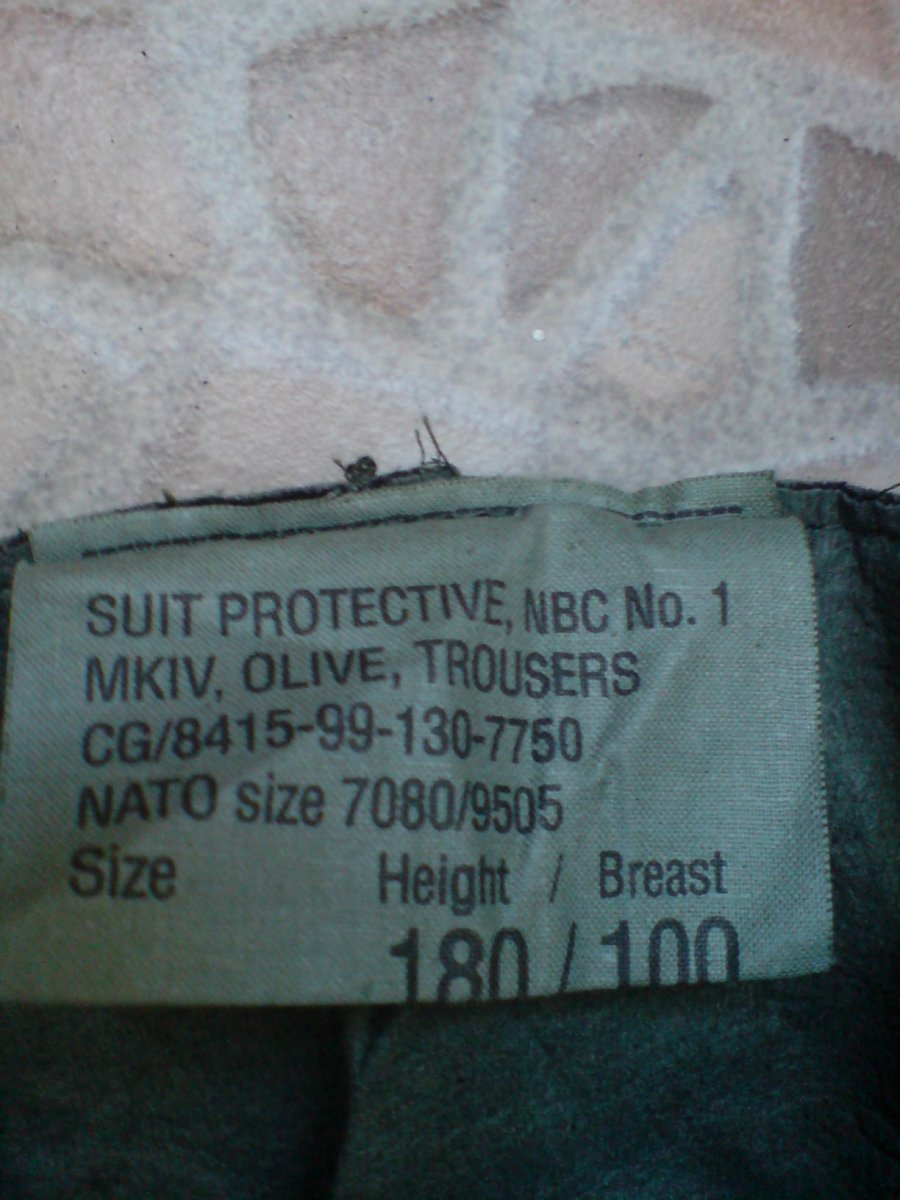 SUIT PROTECTIVE, NBC No. 1
MKIV, OLIVE, TROUSERS
CG/8415-99-130-7750
NATO size 7080/9505
Size Height / Breast
180 / 100